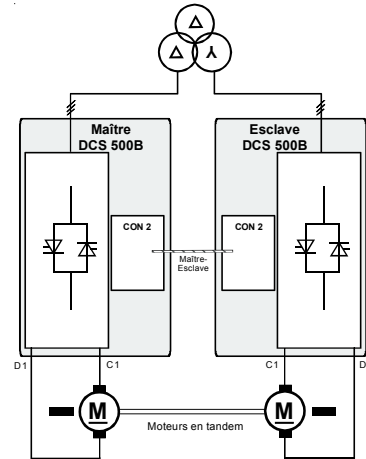 Maître
DCS 500B
Esclave
DCS 500B
CON 2
CON 2
Maître-
Esclave
D1
C1
C1
D
M
M
Moteurs en tandem